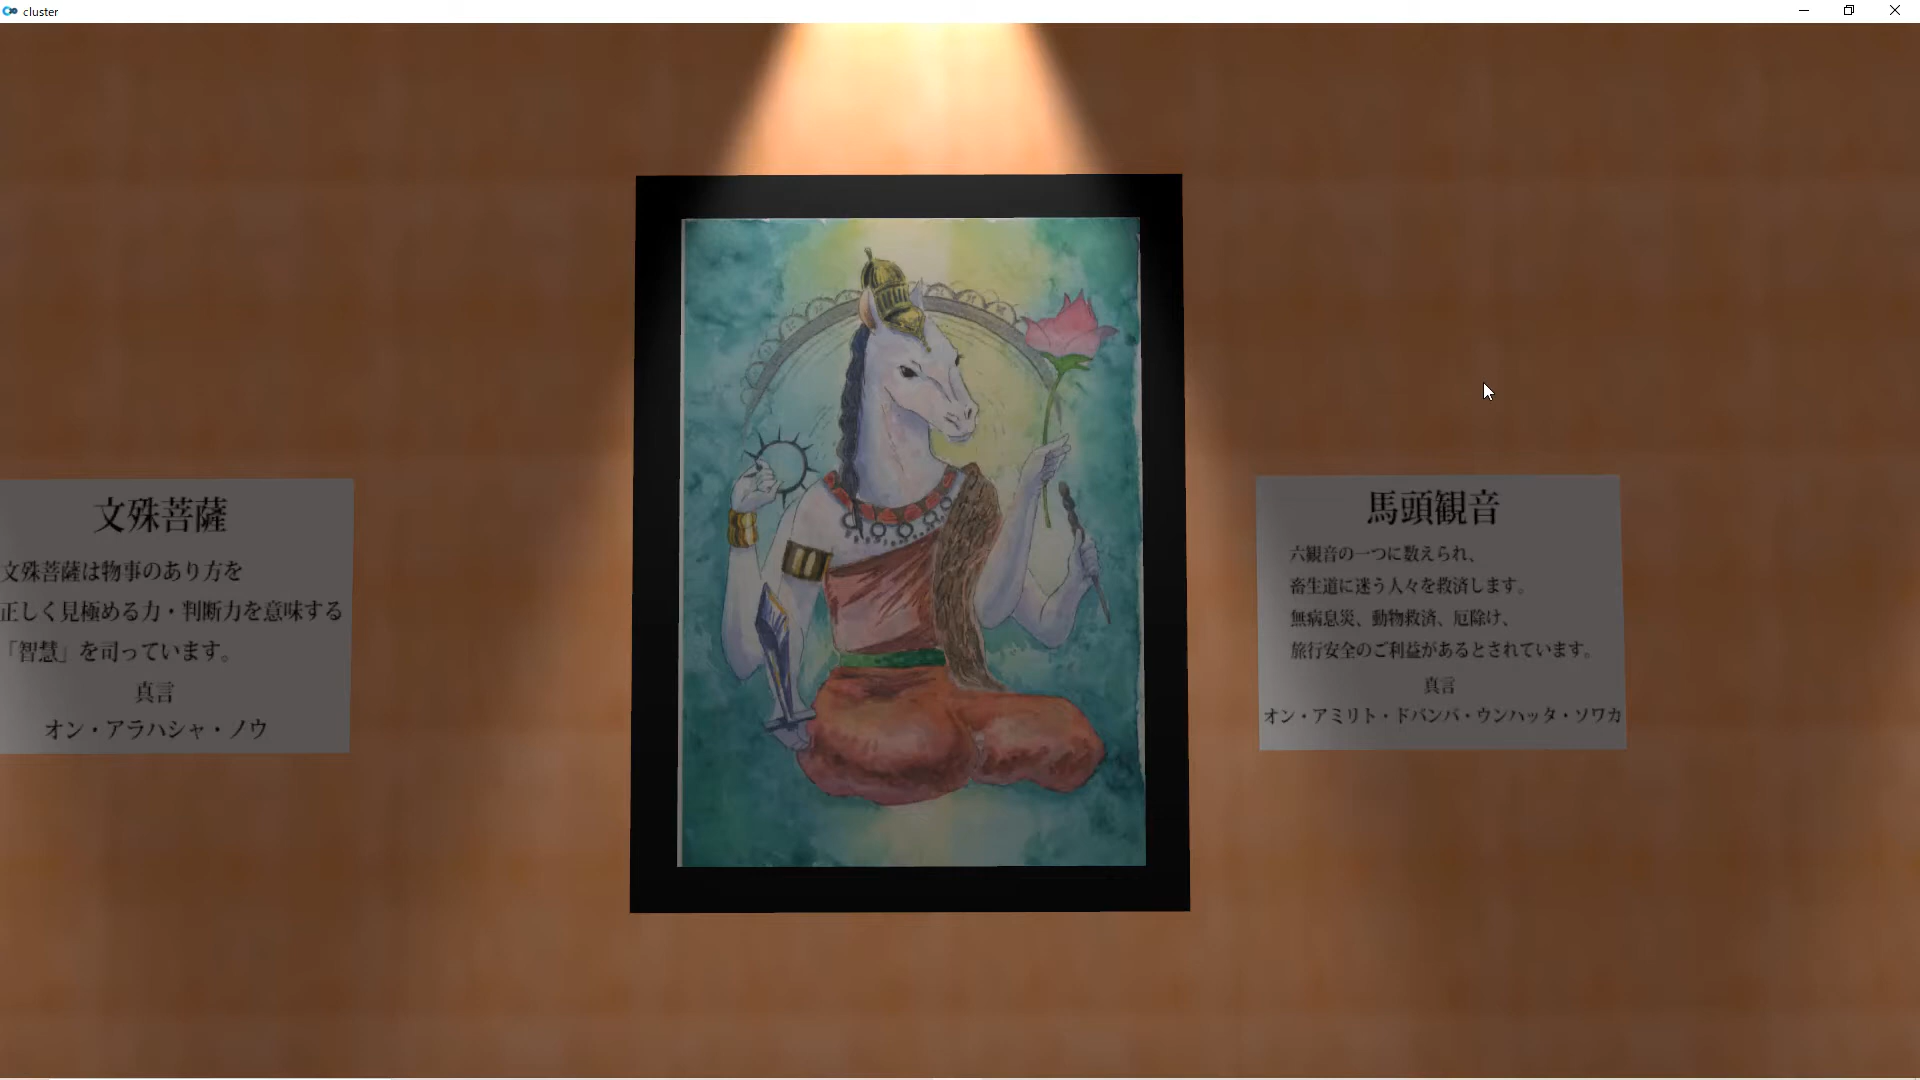 cluster
文殊菩薩
文殊菩薩は物事のあり方を
正しく見極める力・判断力を意味する
「智慧」を司っています。
真言
オン・アラハシャ・ノウ
馬頭観音
六観音の一つに数えられ、
畜生道に迷う人々を救済します。
無病息災、動物救済、厄除け、
旅行安全のご利益があるとされています。
真言
オン・アミリト・ドバンバ・ウンハッタ・ソワカ